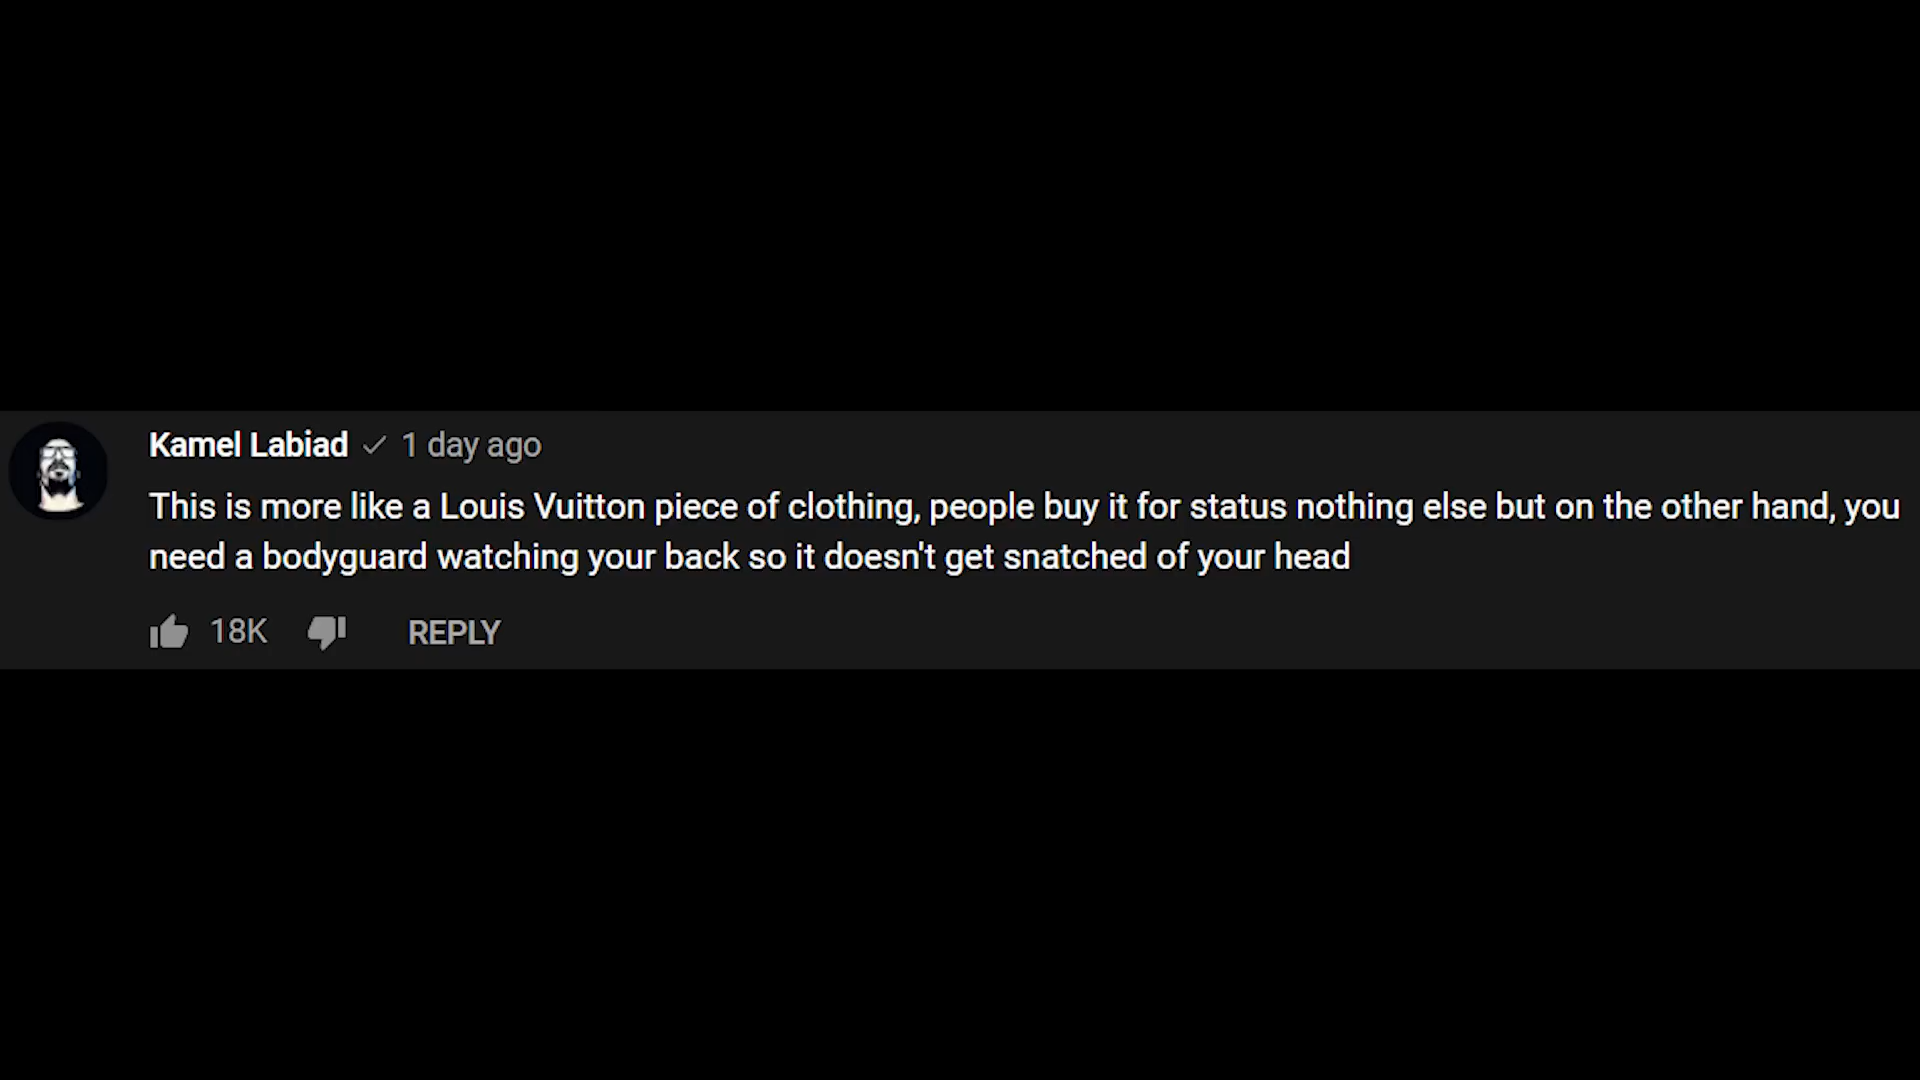 Kamel Labiad ✓ 1 day ago
This is more like a Louis Vuitton piece of clothing, people buy it for status nothing else but on the other hand, you
need a bodyguard watching your back so it doesn't get snatched of your head
18K REPLY